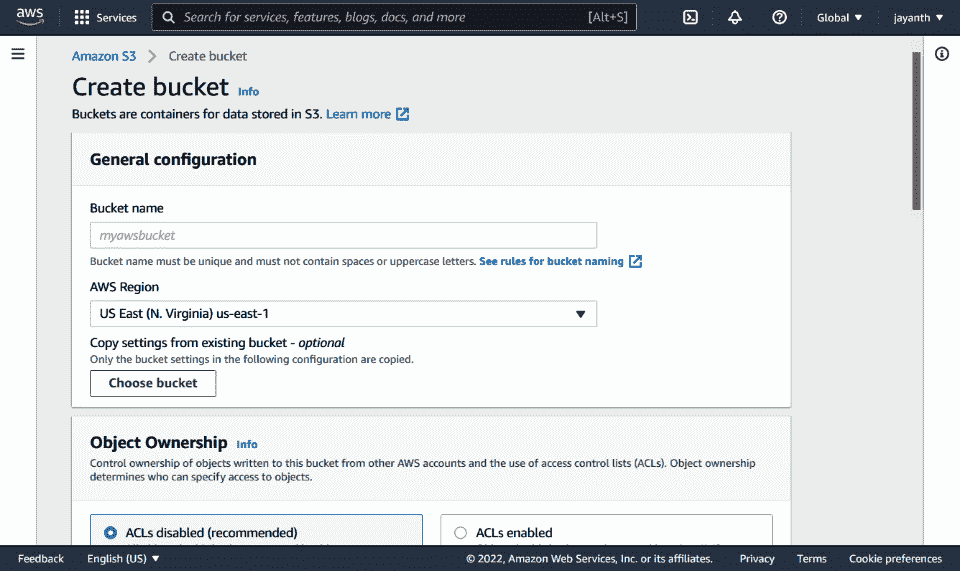 aws
Services
Search for services, features, blogs, docs, and more
[Alt+S]
Global
jayanth
Amazon S3
Create bucket
Create bucket
Info
Buckets are containers for data stored in S3. Learn more
General configuration
Bucket name
myawsbucket
Bucket name must be unique and must not contain spaces or uppercase letters. See rules for bucket naming
AWS Region
US East (N. Virginia) us-east-1
Copy settings from existing bucket - optional
Only the bucket settings in the following configuration are copied.
Choose bucket
Object Ownership
Info
Control ownership of objects written to this bucket from other AWS accounts and the use of access control lists (ACLs). Object ownership
determines who can specify access to objects.
ACLs disabled (recommended)
ACLs enabled
Feedback
English (US)
© 2022, Amazon Web Services, Inc. or its affiliates.
Privacy
Terms
Cookie preferences